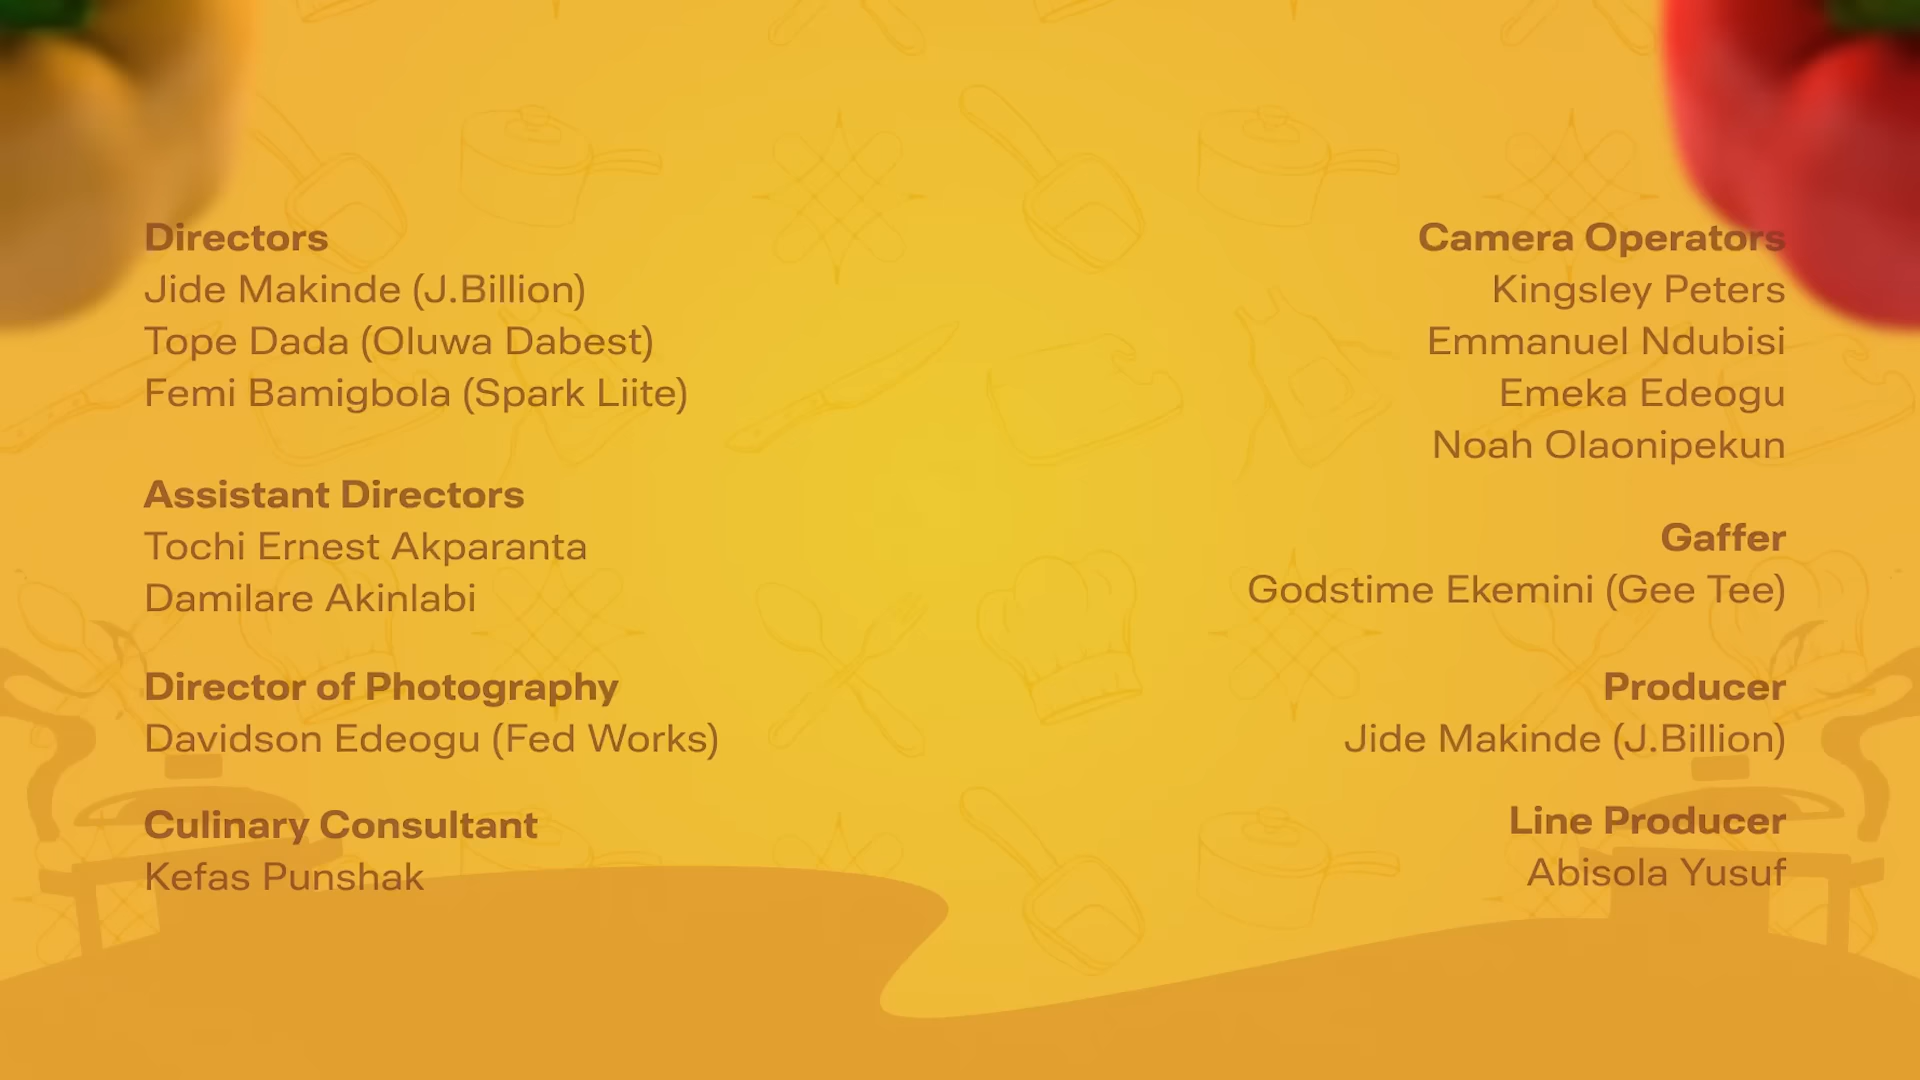 Directors
Jide Makinde (J.Billion)
Tope Dada (Oluwa Dabest)
Femi Bamigbola (Spark Liite)
Assistant Directors
Tochi Ernest Akparanta
Damilare Akinlabi
Director of Photography
Davidson Edeogu (Fed Works)
Culinary Consultant
Kefas Punshak
Camera Operators
Kingsley Peters
Emmanuel Ndubisi
Emeka Edeogu
Noah Olaonipekun
Gaffer
Godstime Ekemini (Gee Tee)
Producer
Jide Makinde (J.Billion)
Line Producer
Abisola Yusuf